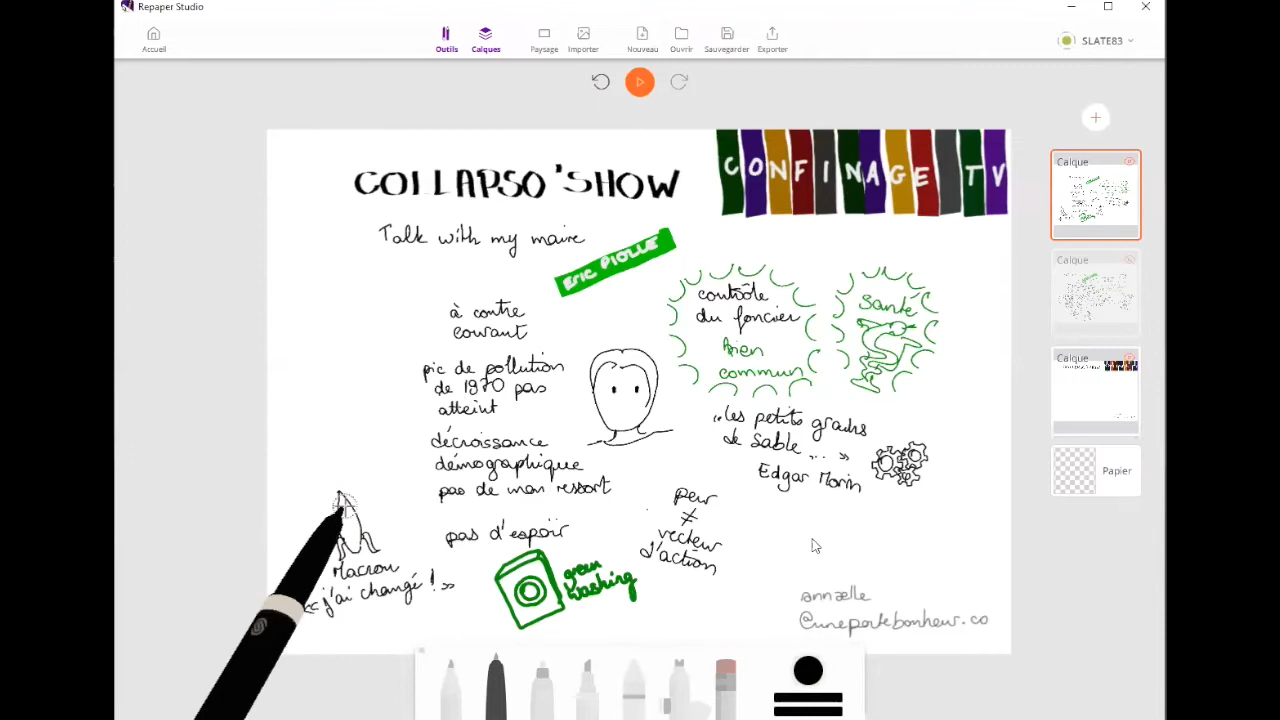 Repaper Studio
Accueil
Outils
Calques
Paysage
Importer
Nouveau
Ouvrir
Sauvegarder
Exporter
SLATE83
COLLAPSO'SHOW
CONFINAGE TV
Talk with my maire
ERIC PIOLLE
à contre
courant
pic de pollution
de 1970 pas
atteint
décroissance
démographique
pas de mon ressort
pas d'espoir
green
washing
Macron
« j'ai changé ! »
contrôle
du foncier
bien
commun
santé
"les petits grains
de sable ... »
Edgar Morin
peur
≠
vecteur
d'action
annælle
@uneportebonheur.co
Calque
Calque
Calque
Papier